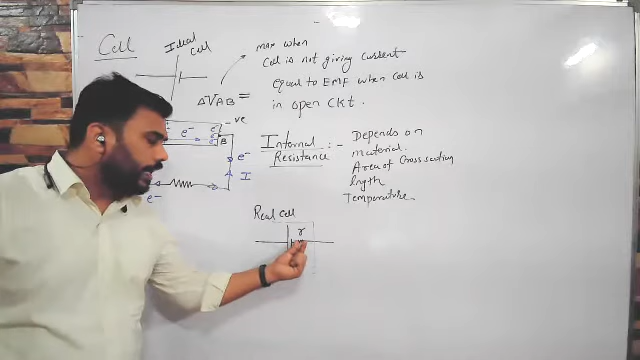 Cell
Ideal
cell
max when
cell is not giving current
equal to EMF when cell is
in open CKt.
ΔVAB =
-ve
e⁻
e⁻
B
e⁻
I
e⁻
Internal :- Depends on
Resistance
material.
Area of Cross section
length
Temperature
Real cell
r